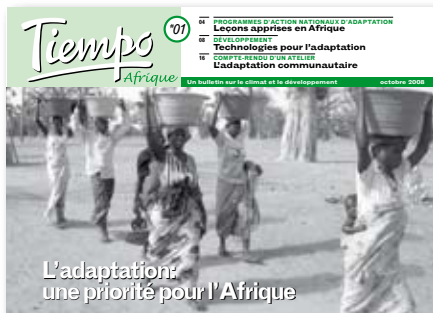 Tiempo
Afrique
n°01
04 PROGRAMMES D'ACTION NATIONAUX D'ADAPTATION
Leçons apprises en Afrique
08 DÉVELOPPEMENT
Technologies pour l'adaptation
16 COMPTE-RENDU D'UN ATELIER
L'adaptation communautaire
Un bulletin sur le climat et le développement octobre 2008
L'adaptation:
une priorité pour l'Afrique